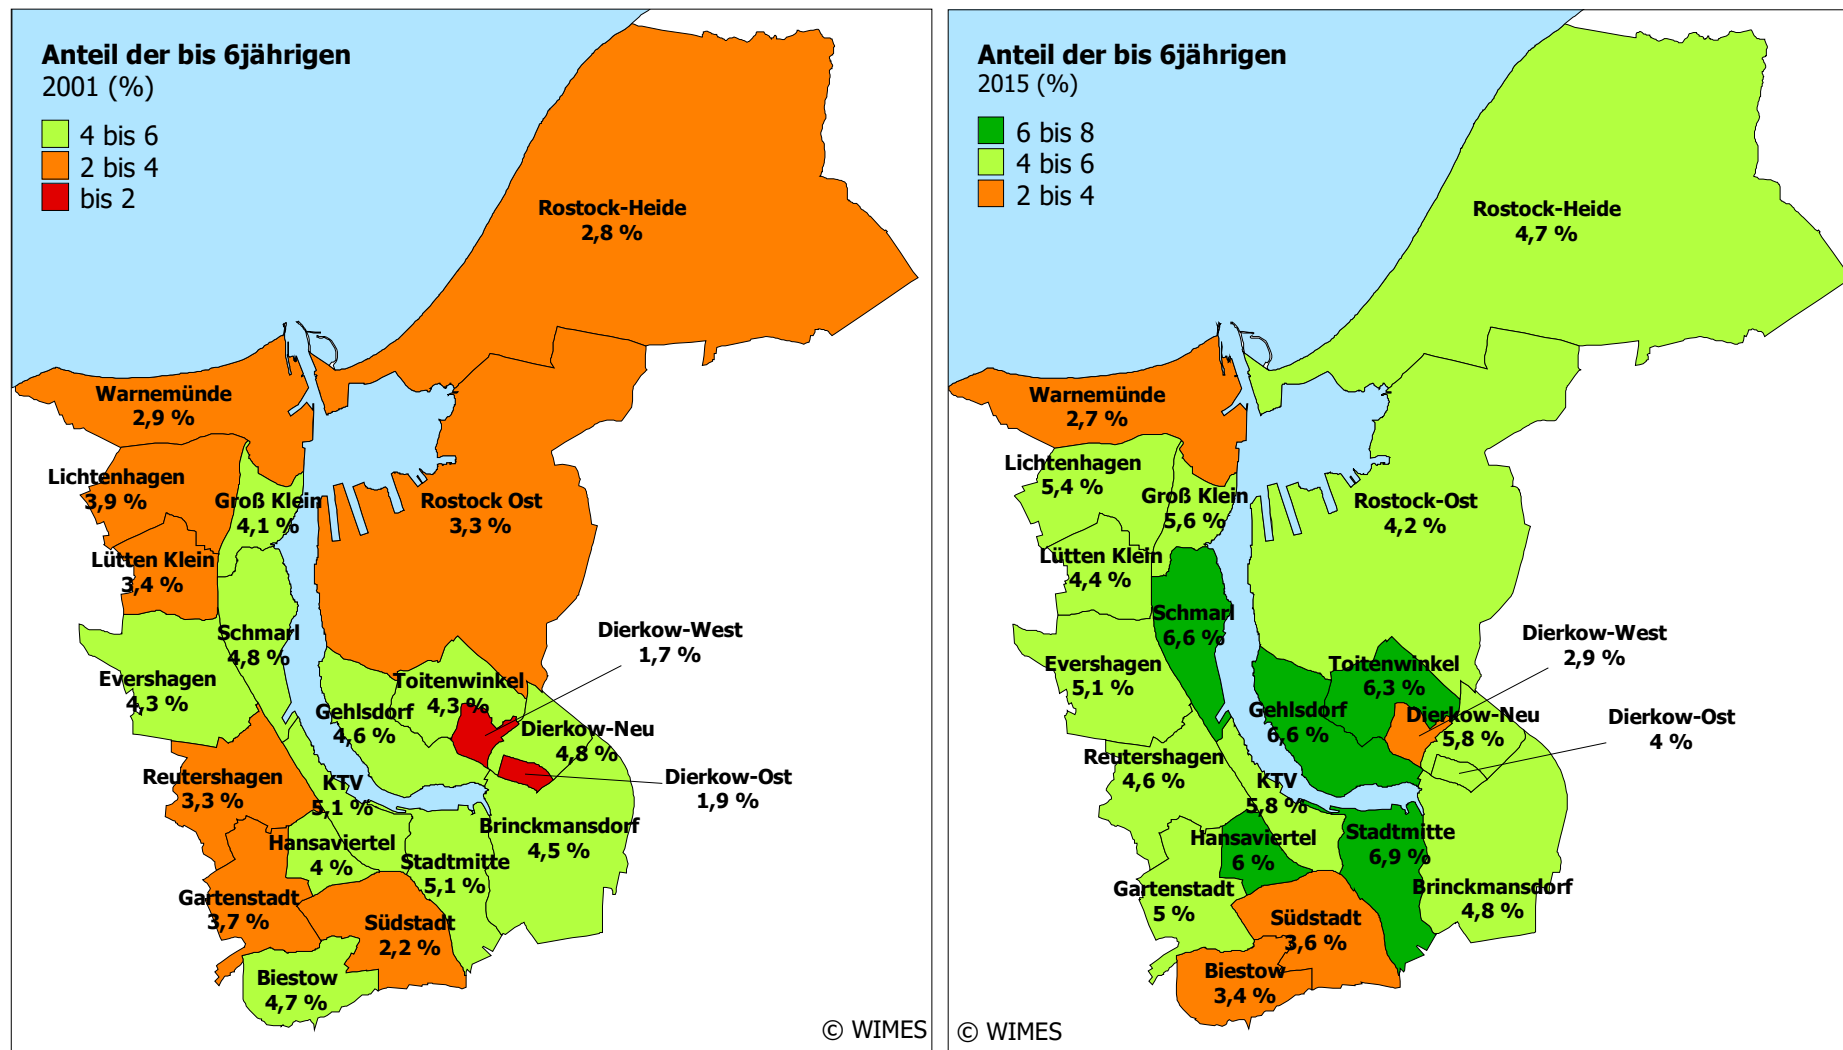 Anteil der bis 6jährigen
2001 (%)
4 bis 6
2 bis 4
bis 2
Rostock-Heide
2,8 %
Warnemünde
2,9 %
Lichtenhagen
3,9 %
Groß Klein
4,1 %
Rostock Ost
3,3 %
Lütten Klein
3,4 %
Schmarl
4,8 %
Dierkow-West
1,7 %
Evershagen
4,3 %
Toitenwinkel
4,3 %
Gehlsdorf
4,6 %
Dierkow-Neu
4,8 %
Reutershagen
3,3 %
KTV
5,1 %
Dierkow-Ost
1,9 %
Hansaviertel
4 %
Stadtmitte
5,1 %
Brinckmansdorf
4,5 %
Gartenstadt
3,7 %
Südstadt
2,2 %
Biestow
4,7 %
© WIMES
Anteil der bis 6jährigen
2015 (%)
6 bis 8
4 bis 6
2 bis 4
Rostock-Heide
4,7 %
Warnemünde
2,7 %
Lichtenhagen
5,4 %
Groß Klein
5,6 %
Rostock-Ost
4,2 %
Lütten Klein
4,4 %
Schmarl
6,6 %
Dierkow-West
2,9 %
Evershagen
5,1 %
Toitenwinkel
6,3 %
Gehlsdorf
6,6 %
Dierkow-Neu
5,8 %
Dierkow-Ost
4 %
Reutershagen
4,6 %
KTV
5,8 %
Hansaviertel
6 %
Stadtmitte
6,9 %
Gartenstadt
5 %
Brinckmansdorf
4,8 %
Südstadt
3,6 %
Biestow
3,4 %
© WIMES